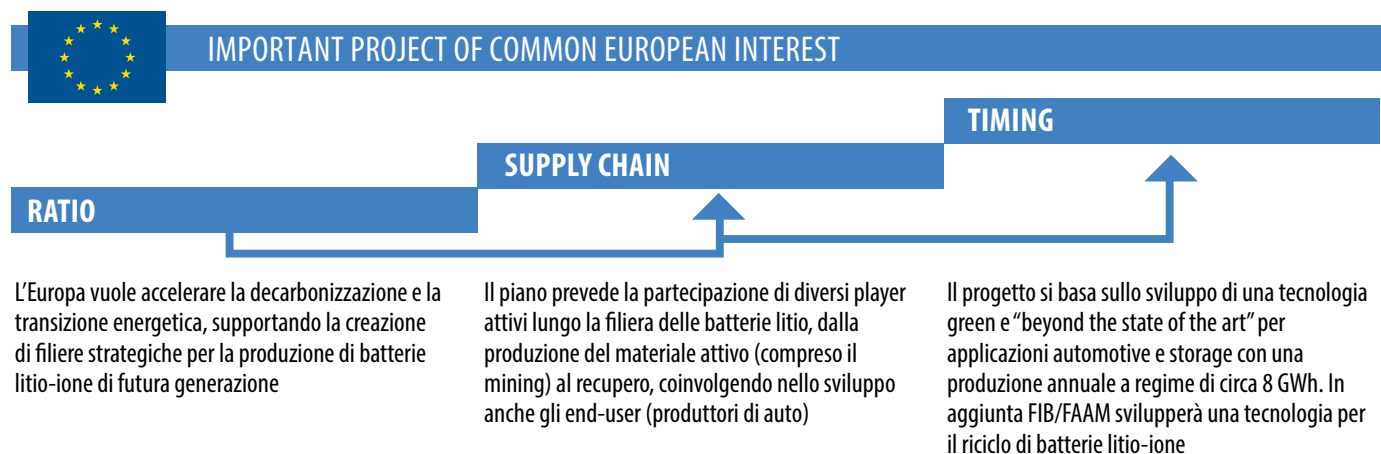 IMPORTANT PROJECT OF COMMON EUROPEAN INTEREST
RATIO
L’Europa vuole accelerare la decarbonizzazione e la
transizione energetica, supportando la creazione
di filiere strategiche per la produzione di batterie
litio-ione di futura generazione
SUPPLY CHAIN
Il piano prevede la partecipazione di diversi player
attivi lungo la filiera delle batterie litio, dalla
produzione del materiale attivo (compreso il
mining) al recupero, coinvolgendo nello sviluppo
anche gli end-user (produttori di auto)
TIMING
Il progetto si basa sullo sviluppo di una tecnologia
green e “beyond the state of the art” per
applicazioni automotive e storage con una
produzione annuale a regime di circa 8 GWh. In
aggiunta FIB/FAAM svilupperà una tecnologia per
il riciclo di batterie litio-ione